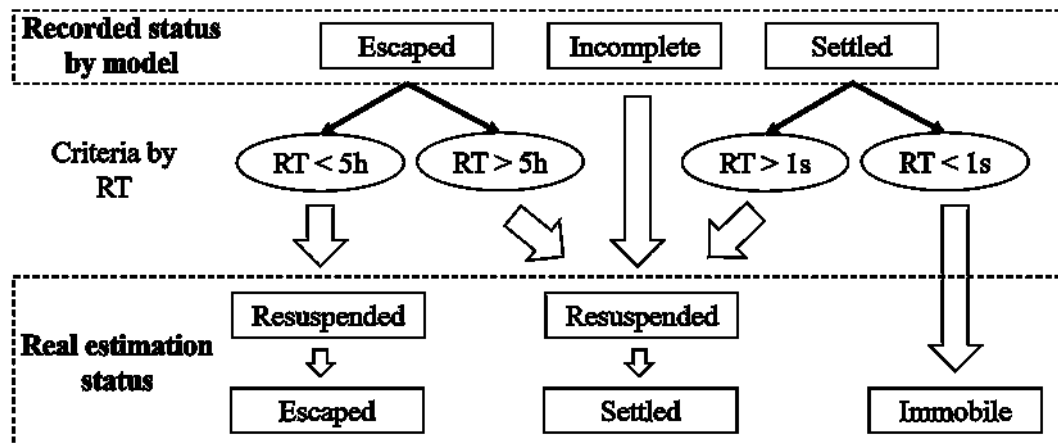 Recorded status
by model
Escaped
Incomplete
Settled
Criteria by
RT
RT < 5h
RT > 5h
RT > 1s
RT < 1s
Real estimation
status
Resuspended
Resuspended
Escaped
Settled
Immobile